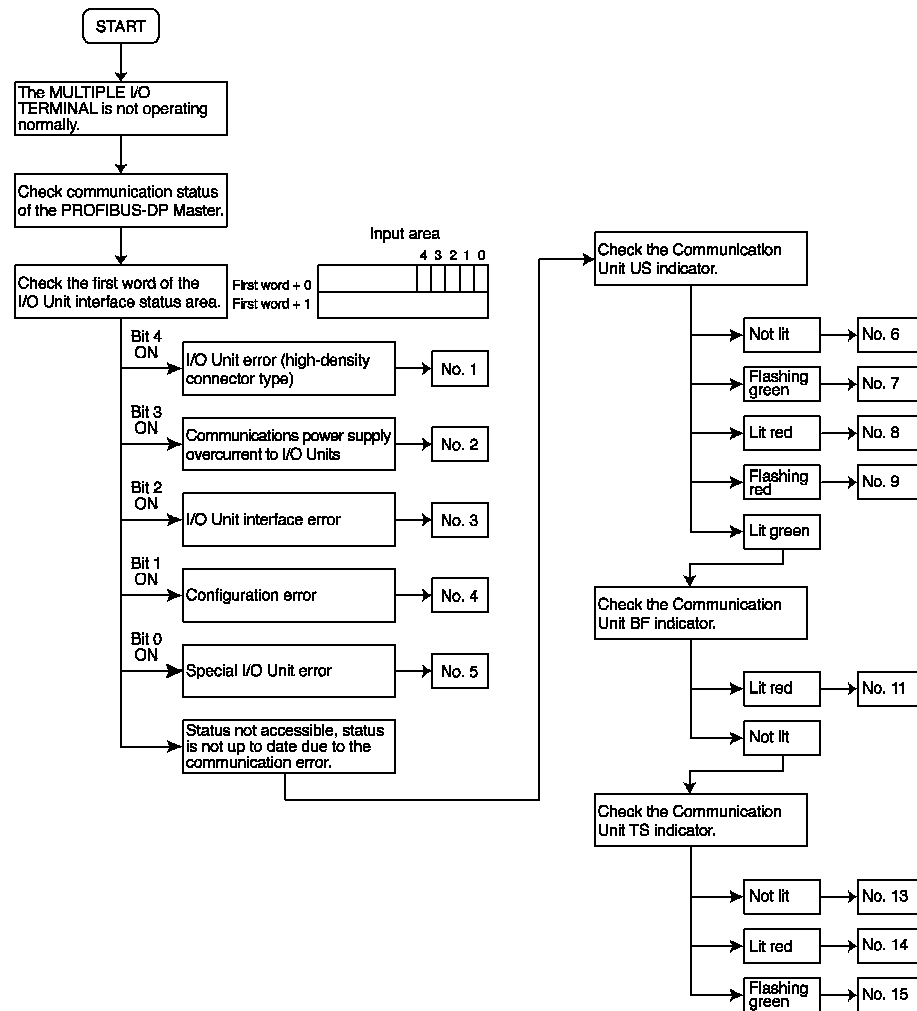 START
The MULTIPLE I/O
TERMINAL is not operating
normally.
Check communication status
of the PROFIBUS-DP Master.
Check the first word of the
I/O Unit interface status area.
Input area
4 3 2 1 0
First word + 0
First word + 1
Bit 4
ON
I/O Unit error (high-density
connector type)
No. 1
Bit 3
ON
Communications power supply
overcurrent to I/O Units
No. 2
Bit 2
ON
I/O Unit interface error
No. 3
Bit 1
ON
Configuration error
No. 4
Bit 0
ON
Special I/O Unit error
No. 5
Status not accessible, status
is not up to date due to the
communication error.
Check the Communication
Unit US indicator.
Not lit
No. 6
Flashing
green
No. 7
Lit red
No. 8
Flashing
red
No. 9
Lit green
Check the Communication
Unit BF indicator.
Lit red
No. 11
Not lit
Check the Communication
Unit TS indicator.
Not lit
No. 13
Lit red
No. 14
Flashing
green
No. 15